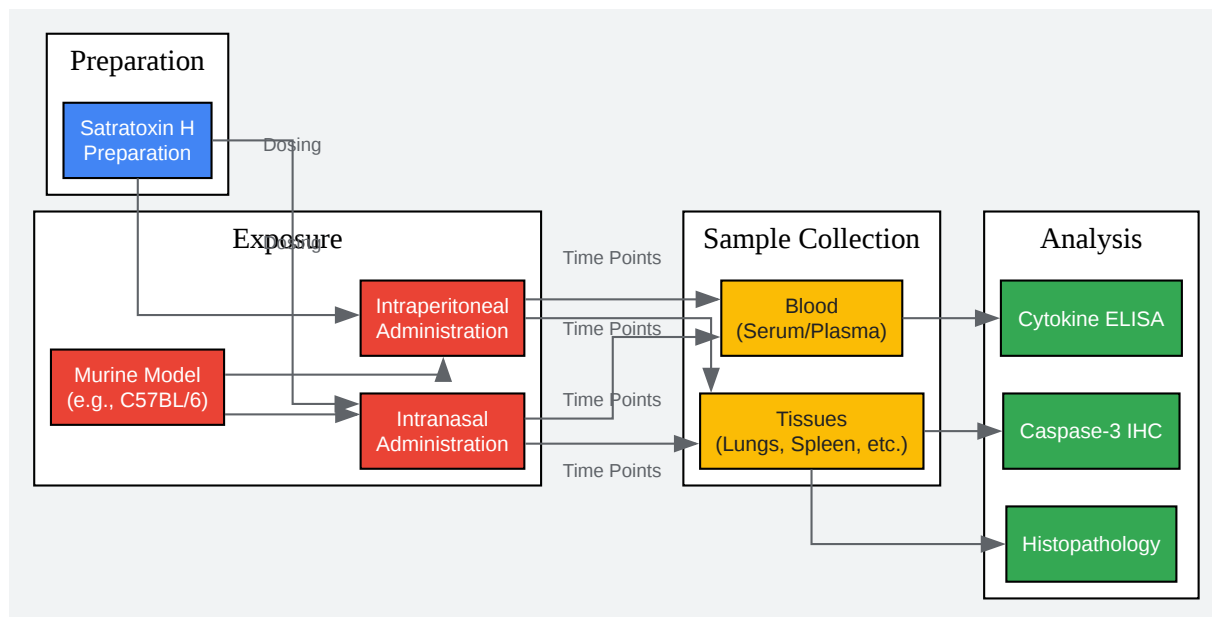 Preparation
Satratoxin H
Preparation
Dosing
Exposure
Dosing
Intraperitoneal
Administration
Murine Model
(e.g., C57BL/6)
Intranasal
Administration
Time Points
Time Points
Time Points
Time Points
Sample Collection
Blood
(Serum/Plasma)
Tissues
(Lungs, Spleen, etc.)
Analysis
Cytokine ELISA
Caspase-3 IHC
Histopathology